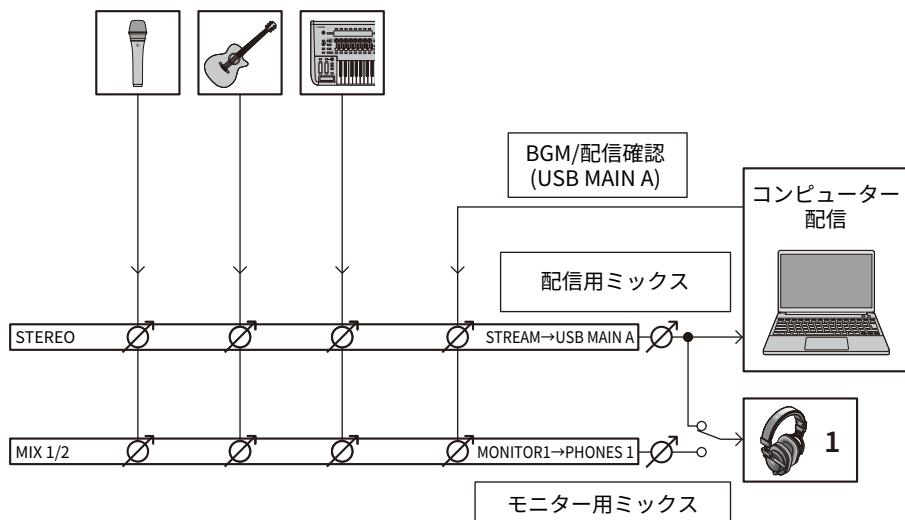 BGM/配信確認
(USB MAIN A)
コンピューター
配信
配信用ミックス
STEREO
STREAM→USB MAIN A
MIX 1/2
MONITOR1→PHONES 1
1
モニター用ミックス